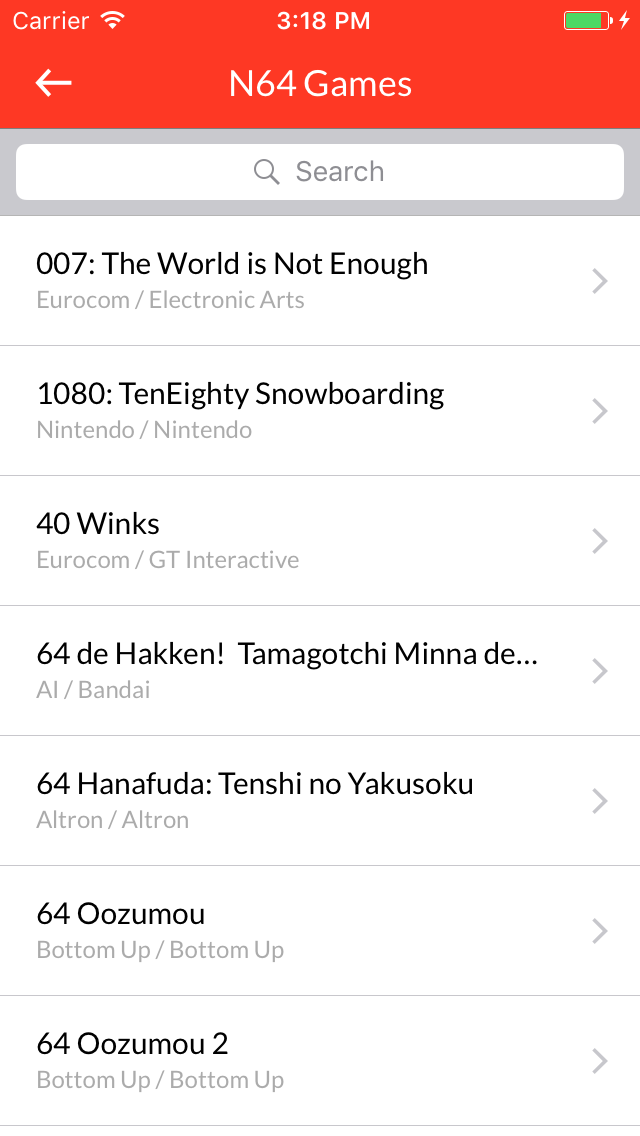 Carrier 3:18 PM
N64 Games
Search
007: The World is Not Enough
Eurocom / Electronic Arts
1080: TenEighty Snowboarding
Nintendo / Nintendo
40 Winks
Eurocom / GT Interactive
64 de Hakken!  Tamagotchi Minna de...
AI / Bandai
64 Hanafuda: Tenshi no Yakusoku
Altron / Altron
64 Oozumou
Bottom Up / Bottom Up
64 Oozumou 2
Bottom Up / Bottom Up